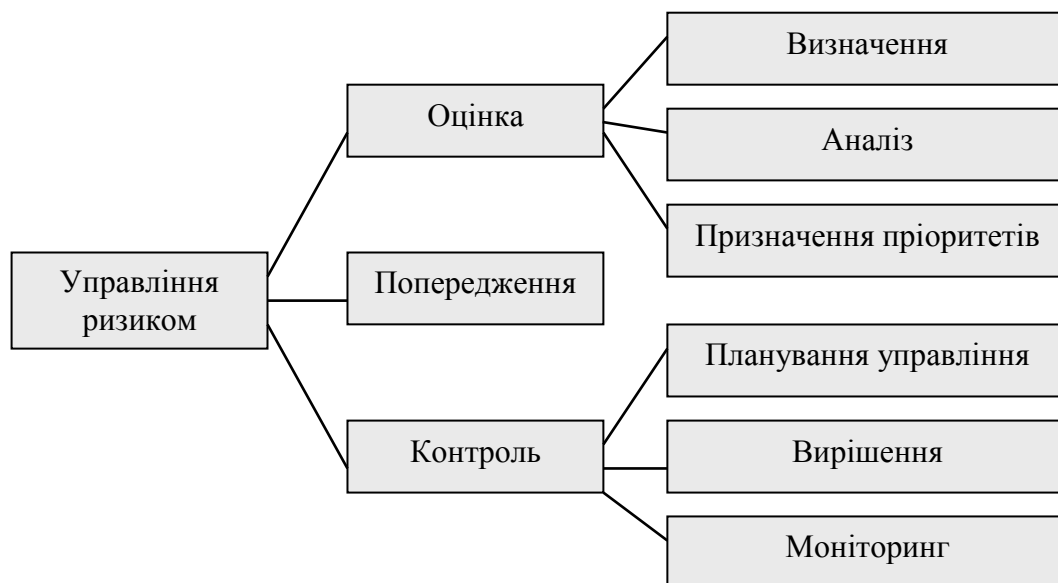 Управління
ризиком
Оцінка
Визначення
Аналіз
Призначення пріоритетів
Попередження
Контроль
Планування управління
Вирішення
Моніторинг